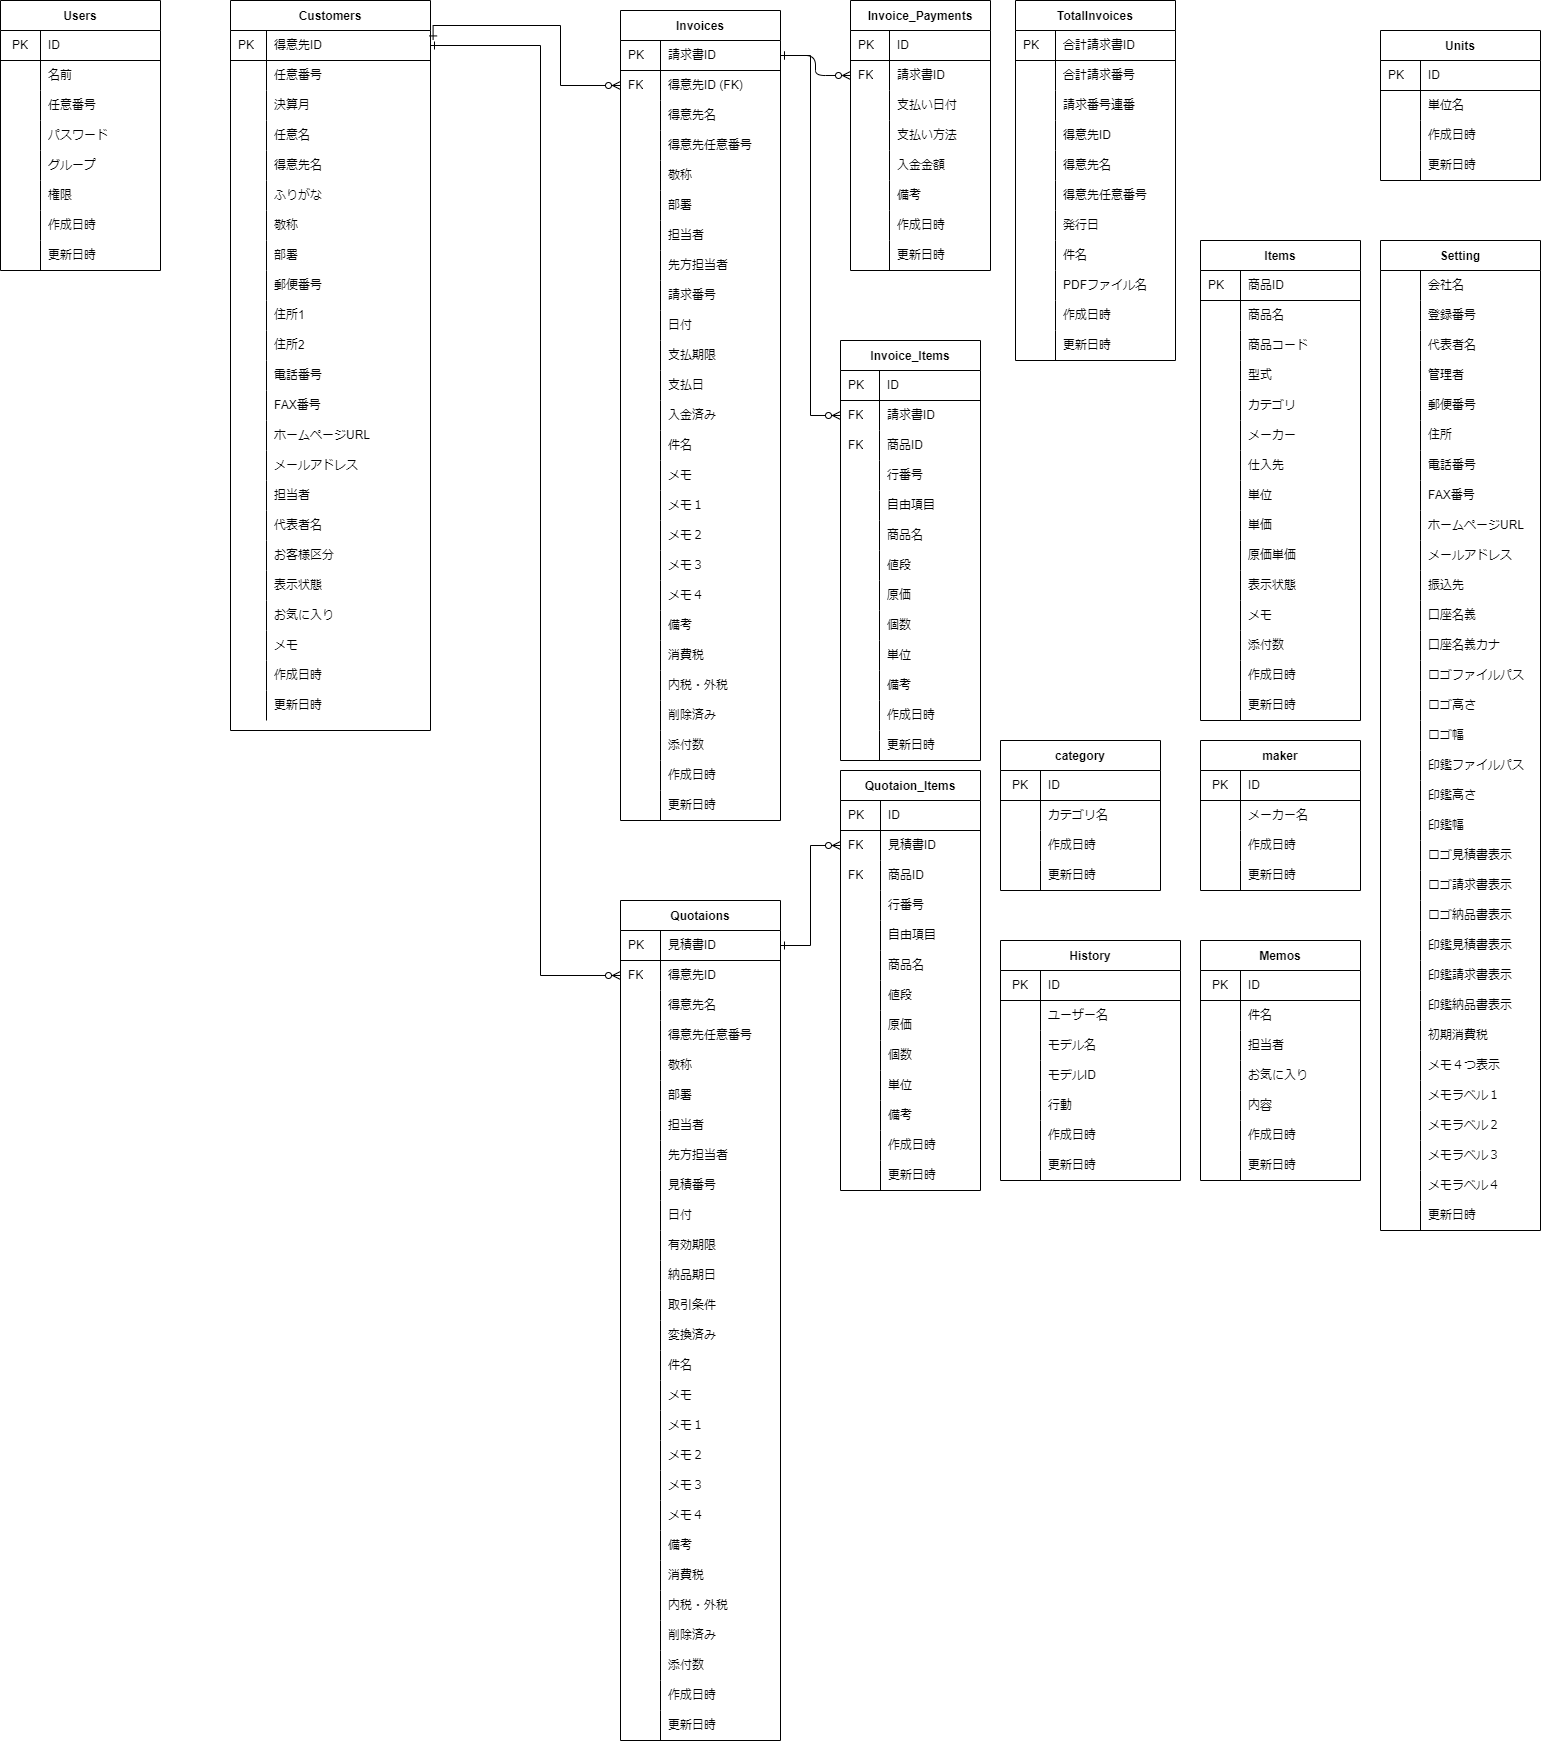 Users
PK ID
名前
任意番号
パスワード
グループ
権限
作成日時
更新日時
Customers
PK 得意先ID
任意番号
決算月
任意名
得意先名
ふりがな
敬称
部署
郵便番号
住所1
住所2
電話番号
FAX番号
ホームページURL
メールアドレス
担当者
代表者名
お客様区分
表示状態
お気に入り
メモ
作成日時
更新日時
Invoices
PK 請求書ID
FK 得意先ID (FK)
得意先名
得意先任意番号
敬称
部署
担当者
先方担当者
請求番号
日付
支払期限
支払日
入金済み
件名
メモ
メモ１
メモ２
メモ３
メモ４
備考
消費税
内税・外税
削除済み
添付数
作成日時
更新日時
Quotaions
PK 見積書ID
FK 得意先ID
得意先名
得意先任意番号
敬称
部署
担当者
先方担当者
見積番号
日付
有効期限
納品期日
取引条件
変換済み
件名
メモ
メモ１
メモ２
メモ３
メモ４
備考
消費税
内税・外税
削除済み
添付数
作成日時
更新日時
Invoice_Payments
PK ID
FK 請求書ID
支払い日付
支払い方法
入金金額
備考
作成日時
更新日時
Invoice_Items
PK ID
FK 請求書ID
FK 商品ID
行番号
自由項目
商品名
値段
原価
個数
単位
備考
作成日時
更新日時
Quotaion_Items
PK ID
FK 見積書ID
FK 商品ID
行番号
自由項目
商品名
値段
原価
個数
単位
備考
作成日時
更新日時
TotalInvoices
PK 合計請求書ID
合計請求番号
請求番号連番
得意先ID
得意先名
得意先任意番号
発行日
件名
PDFファイル名
作成日時
更新日時
category
PK ID
カテゴリ名
作成日時
更新日時
History
PK ID
ユーザー名
モデル名
モデルID
行動
作成日時
更新日時
Items
PK 商品ID
商品名
商品コード
型式
カテゴリ
メーカー
仕入先
単位
単価
原価単価
表示状態
メモ
添付数
作成日時
更新日時
maker
PK ID
メーカー名
作成日時
更新日時
Memos
PK ID
件名
担当者
お気に入り
内容
作成日時
更新日時
Units
PK ID
単位名
作成日時
更新日時
Setting
会社名
登録番号
代表者名
管理者
郵便番号
住所
電話番号
FAX番号
ホームページURL
メールアドレス
振込先
口座名義
口座名義カナ
ロゴファイルパス
ロゴ高さ
ロゴ幅
印鑑ファイルパス
印鑑高さ
印鑑幅
ロゴ見積書表示
ロゴ請求書表示
ロゴ納品書表示
印鑑見積書表示
印鑑請求書表示
印鑑納品書表示
初期消費税
メモ４つ表示
メモラベル１
メモラベル２
メモラベル３
メモラベル４
更新日時